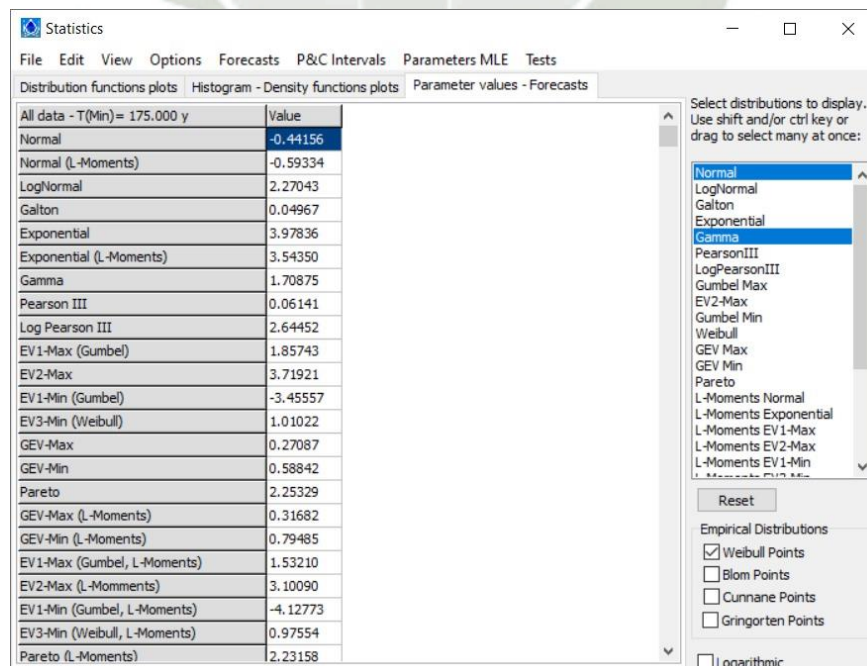 Statistics
File Edit View Options Forecasts P&C Intervals Parameters MLE Tests
Distribution functions plots Histogram - Density functions plots Parameter values - Forecasts
All data - T(Min)= 175.000 y Value
Normal -0.44156
Normal (L-Moments) -0.59334
LogNormal 2.27043
Galton 0.04967
Exponential 3.97836
Exponential (L-Moments) 3.54350
Gamma 1.70875
Pearson III 0.06141
Log Pearson III 2.64452
EV1-Max (Gumbel) 1.85743
EV2-Max 3.71921
EV1-Min (Gumbel) -3.45557
EV3-Min (Weibull) 1.01022
GEV-Max 0.27087
GEV-Min 0.58842
Pareto 2.25329
GEV-Max (L-Moments) 0.31682
GEV-Min (L-Moments) 0.79485
EV1-Max (Gumbel, L-Moments) 1.53210
EV2-Max (L-Momments) 3.10090
EV1-Min (Gumbel, L-Moments) -4.12773
EV3-Min (Weibull, L-Moments) 0.97554
Pareto (L-Moments) 2.23158
Select distributions to display.
Use shift and/or ctrl key or
drag to select many at once:
Normal
LogNormal
Galton
Exponential
Gamma
PearsonIII
LogPearsonIII
Gumbel Max
EV2-Max
Gumbel Min
Weibull
GEV Max
GEV Min
Pareto
L-Moments Normal
L-Moments Exponential
L-Moments EV1-Max
L-Moments EV2-Max
L-Moments EV1-Min
L-Moments EV3-Min
Reset
Empirical Distributions
Weibull Points
Blom Points
Cunnane Points
Gringorten Points
Logarithmic